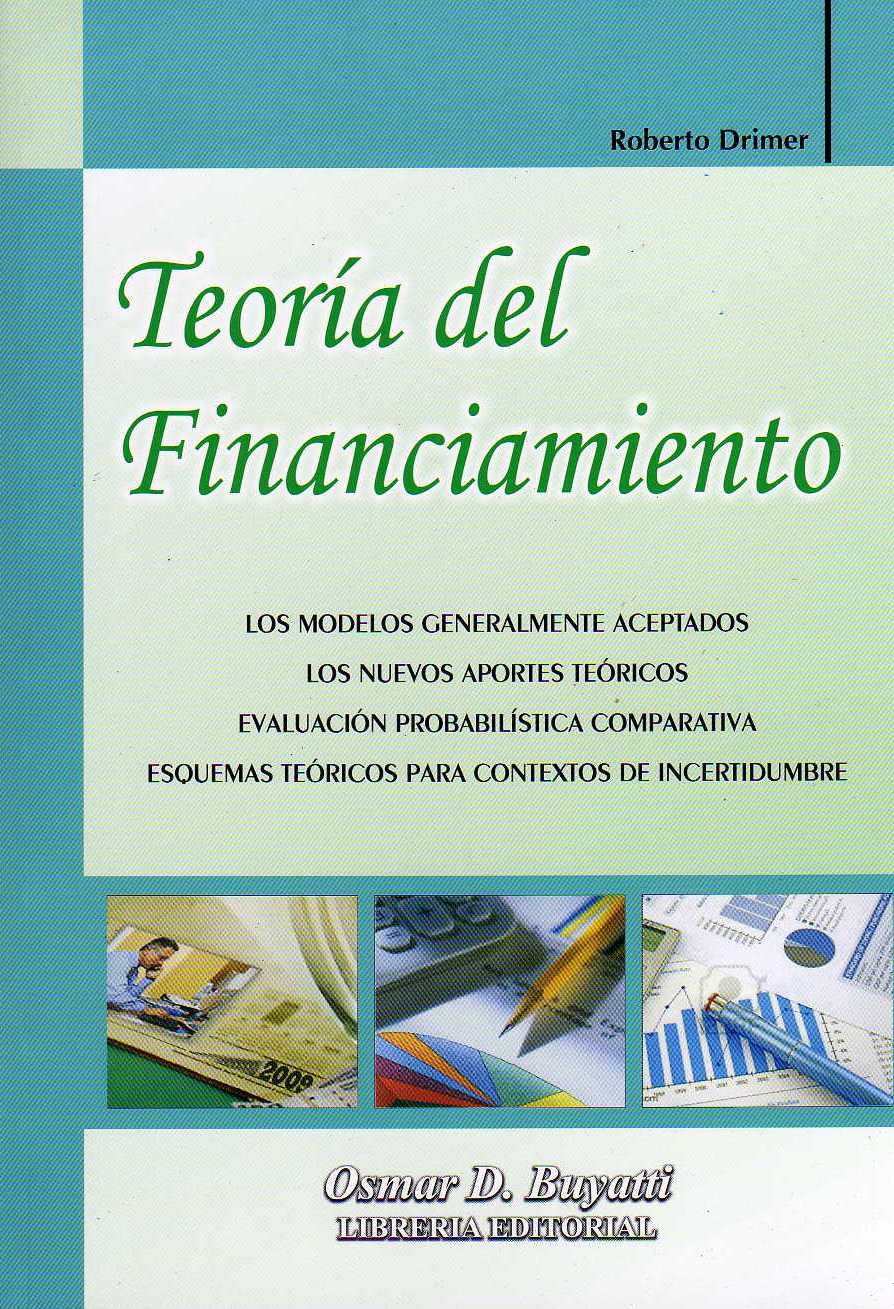 Roberto Drimer
Teoría del
Financiamiento
LOS MODELOS GENERALMENTE ACEPTADOS
LOS NUEVOS APORTES TEÓRICOS
EVALUACIÓN PROBABILÍSTICA COMPARATIVA
ESQUEMAS TEÓRICOS PARA CONTEXTOS DE INCERTIDUMBRE
2009
Osmar D. Buyatti
LIBRERIA EDITORIAL